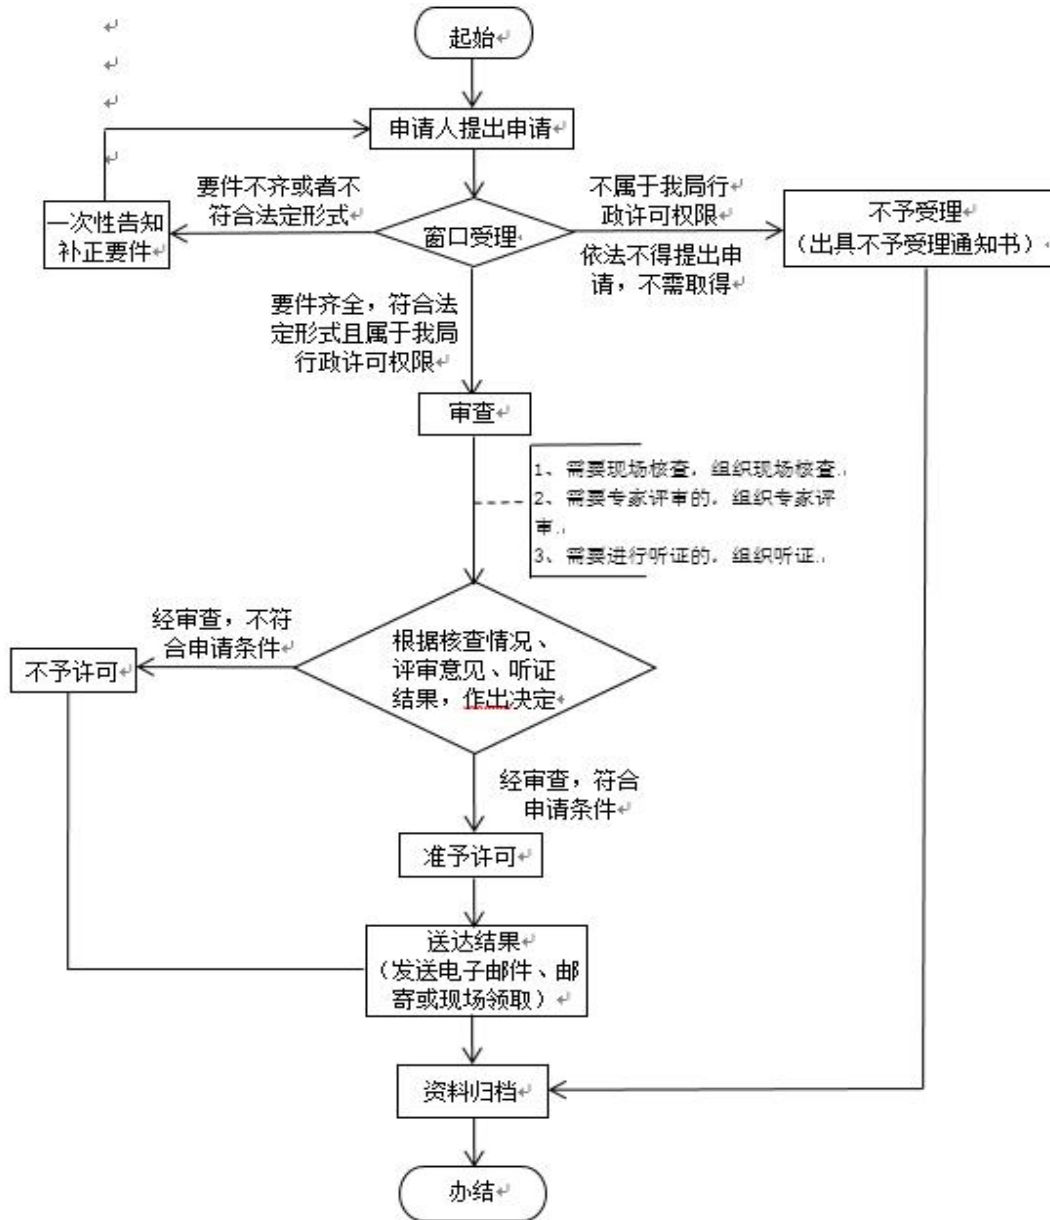 起始
申请人提出申请
要件不齐或者不
符合法定形式
不属于我局行
政许可权限
一次性告知
补正要件
窗口受理
依法不得提出申
请，不需取得
不予受理
（出具不予受理通知书）
要件齐全，符合法
定形式且属于我局
行政许可权限
审查
1、需要现场核查，组织现场核查。
2、需要专家评审的，组织专家评
审。
3、需要进行听证的，组织听证。
经审查，不符
合申请条件
不予许可
根据核查情况、
评审意见、听证
结果，作出决定
经审查，符合
申请条件
准予许可
送达结果
（发送电子邮件、邮
寄或现场领取）
资料归档
办结